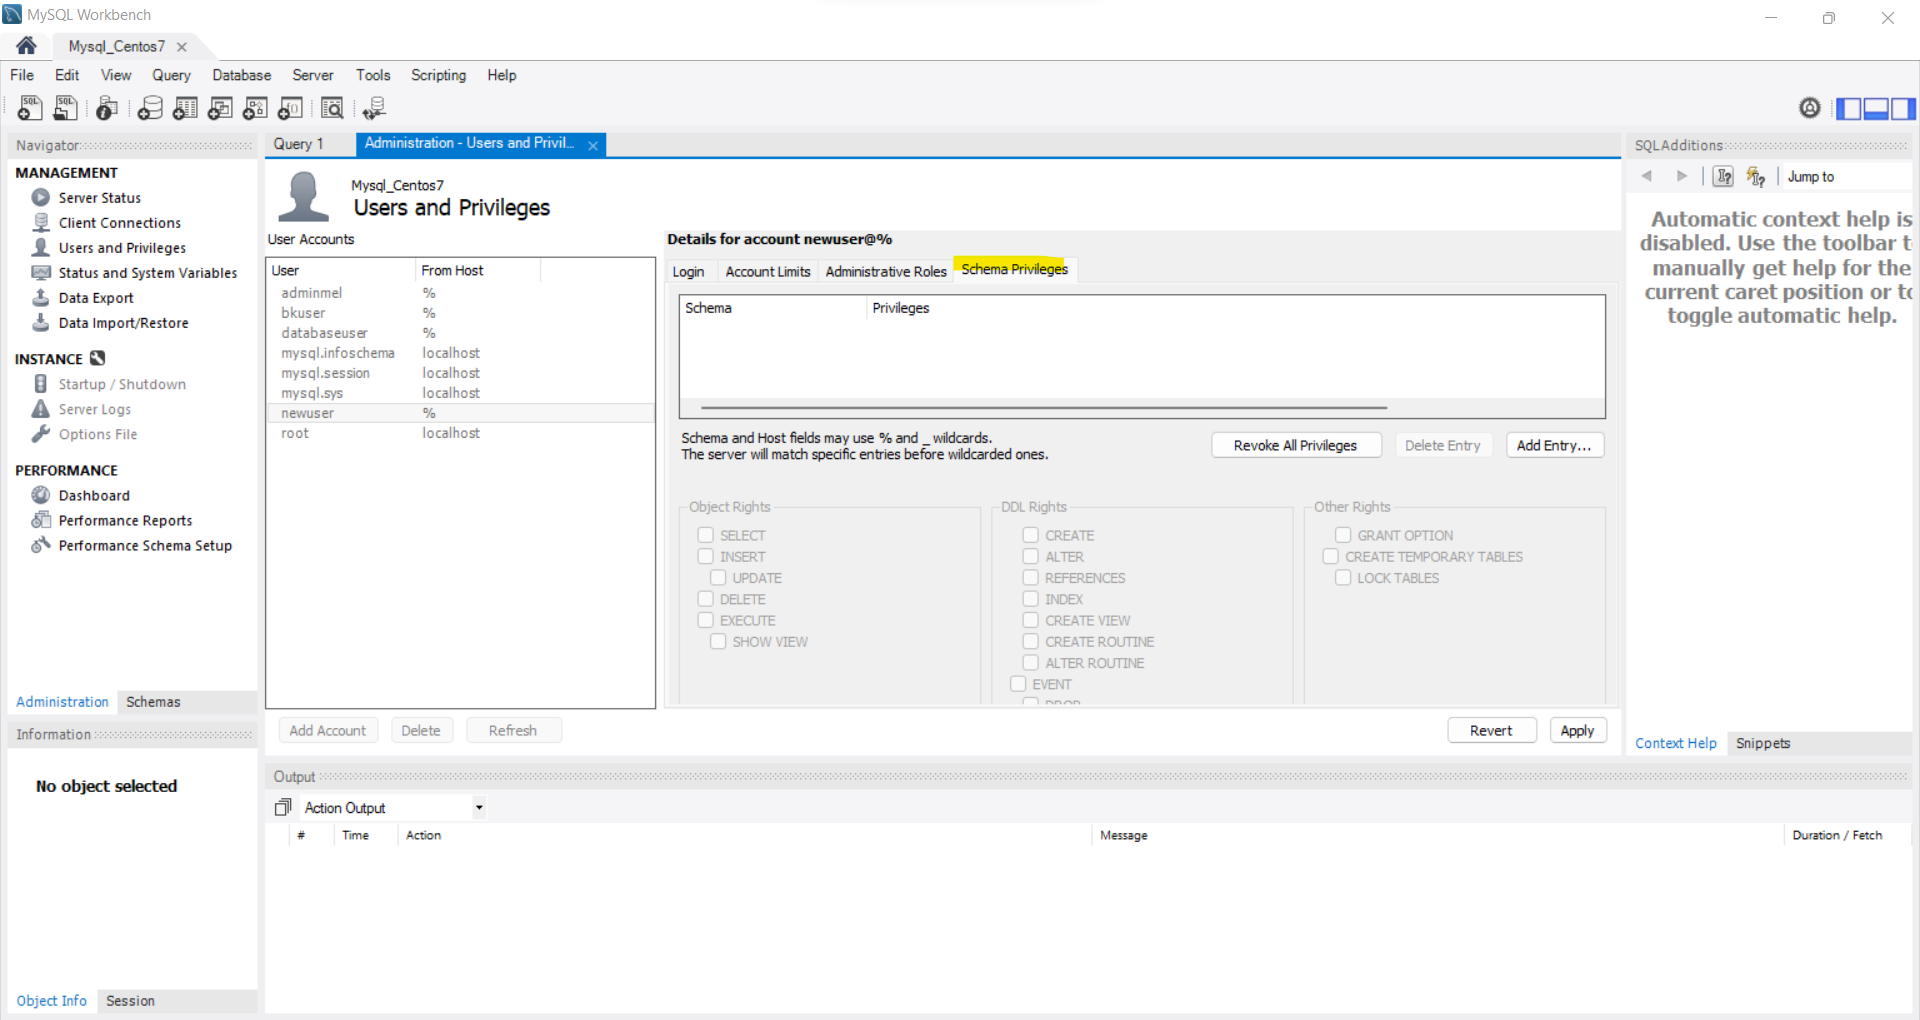 MySQL Workbench
Mysql_Centos7
File Edit View Query Database Server Tools Scripting Help
Navigator
MANAGEMENT
Server Status
Client Connections
Users and Privileges
Status and System Variables
Data Export
Data Import/Restore
INSTANCE
Startup / Shutdown
Server Logs
Options File
PERFORMANCE
Dashboard
Performance Reports
Performance Schema Setup
Administration Schemas
Information
No object selected
Object Info Session
Query 1 Administration - Users and Privil...
Mysql_Centos7
Users and Privileges
User Accounts
User From Host
adminmel %
bkuser %
databaseuser %
mysql.infoschema localhost
mysql.session localhost
mysql.sys localhost
newuser %
root localhost
Add Account Delete Refresh
Details for account newuser@%
Login Account Limits Administrative Roles Schema Privileges
Schema Privileges
Schema and Host fields may use % and _ wildcards.
The server will match specific entries before wildcarded ones.
Revoke All Privileges Delete Entry Add Entry...
Object Rights
SELECT
INSERT
UPDATE
DELETE
EXECUTE
SHOW VIEW
DDL Rights
CREATE
ALTER
REFERENCES
INDEX
CREATE VIEW
CREATE ROUTINE
ALTER ROUTINE
EVENT
DROP
Other Rights
GRANT OPTION
CREATE TEMPORARY TABLES
LOCK TABLES
Revert Apply
Output
Action Output
# Time Action Message Duration / Fetch
SQLAdditions
Jump to
Automatic context help is
disabled. Use the toolbar t
manually get help for the
current caret position or to
toggle automatic help.
Context Help Snippets